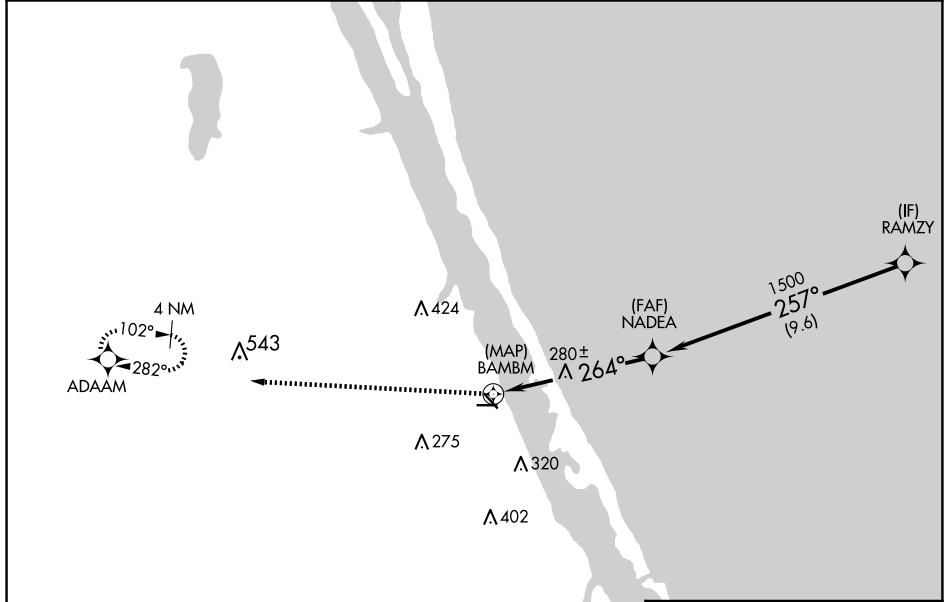 (IF)
RAMZY
1500
257°
(9.6)
(FAF)
NADEA
424
4 NM
102°
282°
ADAAM
543
(MAP)
BAMBM
280±
264°
275
320
402